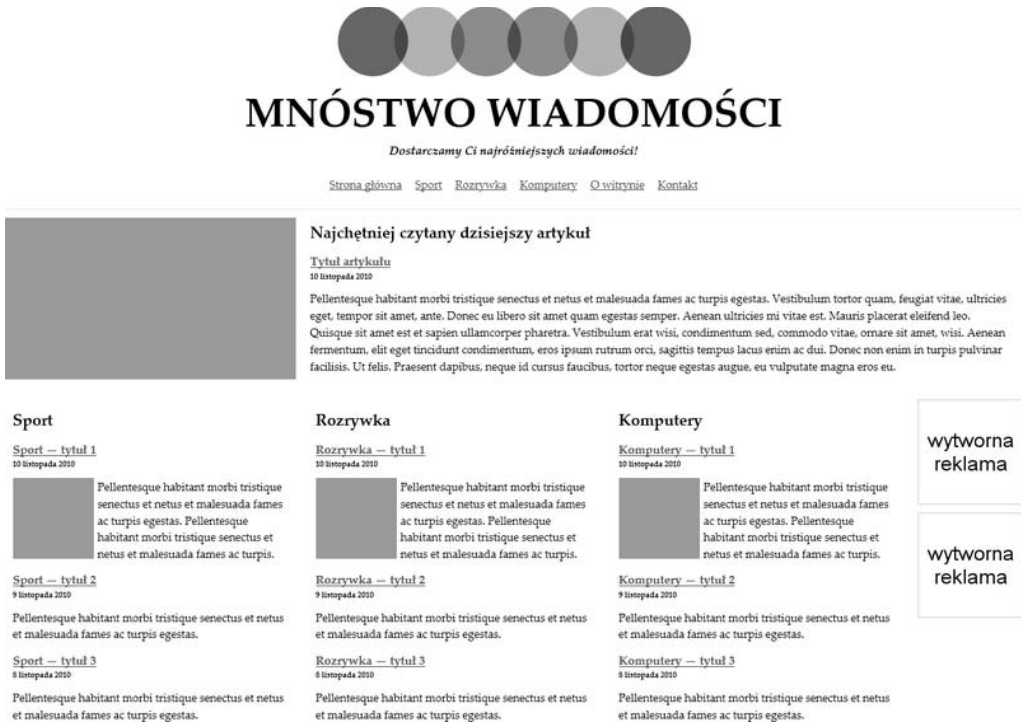 MNÓSTWO WIADOMOŚCI
Dostarczamy Ci najróżniejszych wiadomości!
Strona główna Sport Rozrywka Komputery O witrynie Kontakt
Najchętniej czytany dzisiejszy artykuł
Tytuł artykułu
10 listopada 2010
Pellentesque habitant morbi tristique senectus et netus et malesuada fames ac turpis egestas. Vestibulum tortor quam, feugiat vitae, ultricies
eget, tempor sit amet, ante. Donec eu libero sit amet quam egestas semper. Aenean ultricies mi vitae est. Mauris placerat eleifend leo.
Quisque sit amet est et sapien ullamcorper pharetra. Vestibulum erat wisi, condimentum sed, commodo vitae, ornare sit amet, wisi. Aenean
fermentum, elit eget tincidunt condimentum, eros ipsum rutrum orci, sagittis tempus lacus enim ac dui. Donec non enim in turpis pulvinar
facilisis. Ut felis. Praesent dapibus, neque id cursus faucibus, tortor neque egestas augue, eu vulputate magna eros eu.
Sport
Sport — tytuł 1
10 listopada 2010
Pellentesque habitant morbi tristique
senectus et netus et malesuada fames
ac turpis egestas. Pellentesque
habitant morbi tristique senectus et
netus et malesuada fames ac turpis.
Sport — tytuł 2
9 listopada 2010
Pellentesque habitant morbi tristique senectus et netus
et malesuada fames ac turpis egestas.
Sport — tytuł 3
8 listopada 2010
Pellentesque habitant morbi tristique senectus et netus
et malesuada fames ac turpis egestas.
Rozrywka
Rozrywka — tytuł 1
10 listopada 2010
Pellentesque habitant morbi tristique
senectus et netus et malesuada fames
ac turpis egestas. Pellentesque
habitant morbi tristique senectus et
netus et malesuada fames ac turpis.
Rozrywka — tytuł 2
9 listopada 2010
Pellentesque habitant morbi tristique senectus et netus
et malesuada fames ac turpis egestas.
Rozrywka — tytuł 3
8 listopada 2010
Pellentesque habitant morbi tristique senectus et netus
et malesuada fames ac turpis egestas.
Komputery
Komputery — tytuł 1
10 listopada 2010
Pellentesque habitant morbi tristique
senectus et netus et malesuada fames
ac turpis egestas. Pellentesque
habitant morbi tristique senectus et
netus et malesuada fames ac turpis.
Komputery — tytuł 2
9 listopada 2010
Pellentesque habitant morbi tristique senectus et netus
et malesuada fames ac turpis egestas.
Komputery — tytuł 3
8 listopada 2010
Pellentesque habitant morbi tristique senectus et netus
et malesuada fames ac turpis egestas.
wytworna
reklama
wytworna
reklama